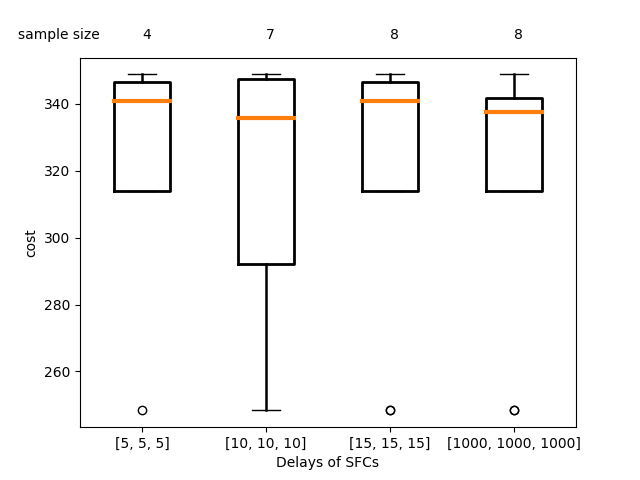 sample size 4 7 8 8
340
320
300
280
260
cost
[5, 5, 5] [10, 10, 10] [15, 15, 15] [1000, 1000, 1000]
Delays of SFCs